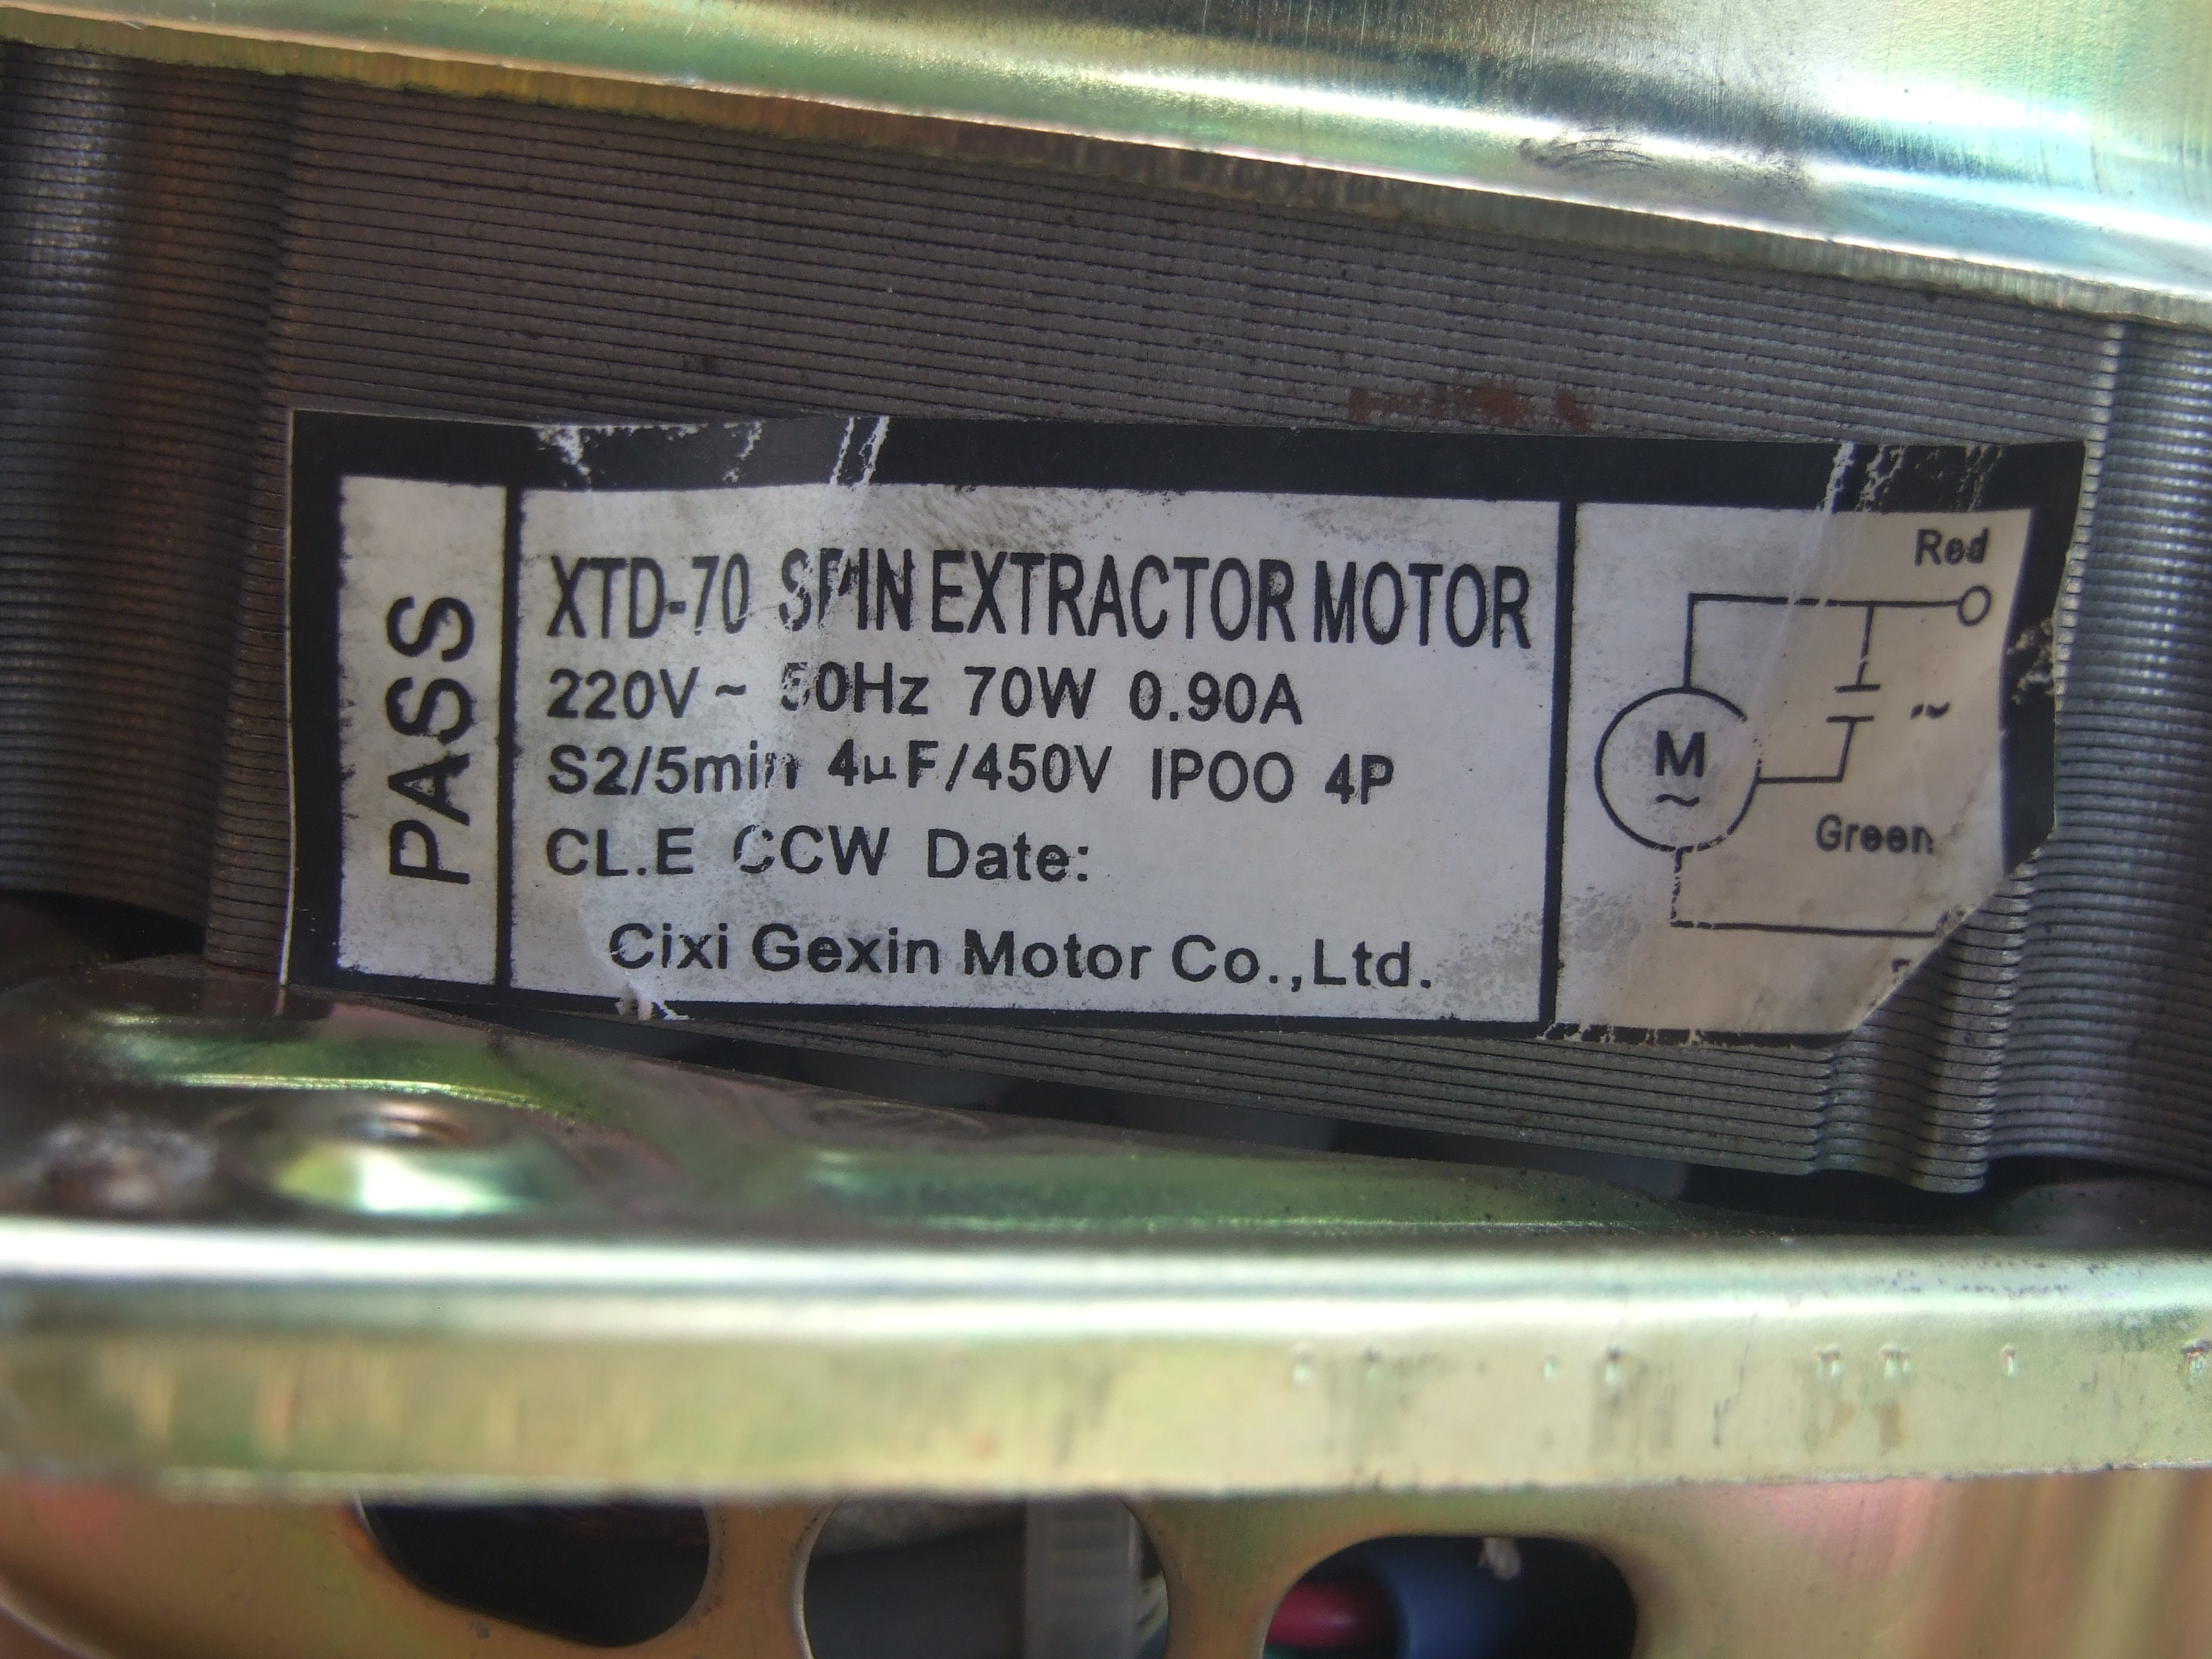 PASS
XTD-70 SPIN EXTRACTOR MOTOR
220V~ 50Hz 70W 0.90A
S2/5min 4µF/450V IPOO 4P
CL.E CCW Date:
Cixi Gexin Motor Co.,Ltd.
Red
M
~
~
Green